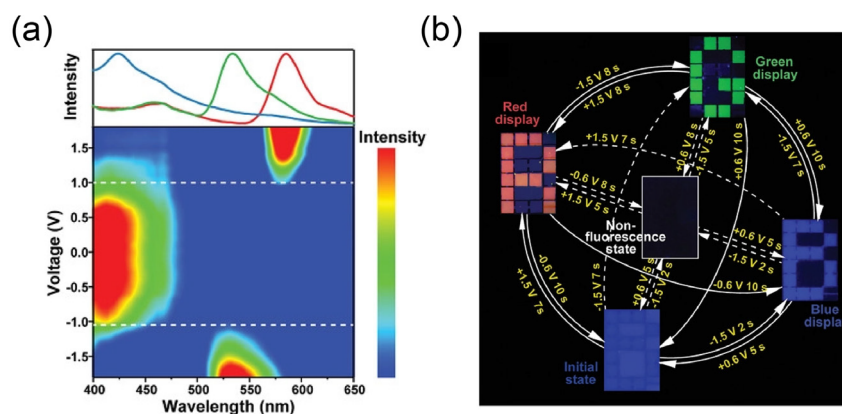 (a)
Intensity
Intensity
Voltage (V)
1.5
1.0
0.5
0.0
-0.5
-1.0
-1.5
400 450 500 550 600 650
Wavelength (nm)
(b)
Green
display
Red
display
Non-
fluorescence
state
Blue
display
Initial
state
-1.5 V 8 s
+1.5 V 8 s
+1.5 V 7 s
+0.6 V 8 s
-1.5 V 5 s
+0.6 V 10 s
+0.6 V 10 s
-1.5 V 7 s
-0.6 V 8 s
+1.5 V 5 s
+0.6 V 5 s
-1.5 V 2 s
-0.6 V 10 s
+1.5 V 7 s
-1.5 V 7 s
+0.6 V 5 s
-1.5 V 2 s
-0.6 V 10 s
-1.5 V 2 s
+0.6 V 5 s